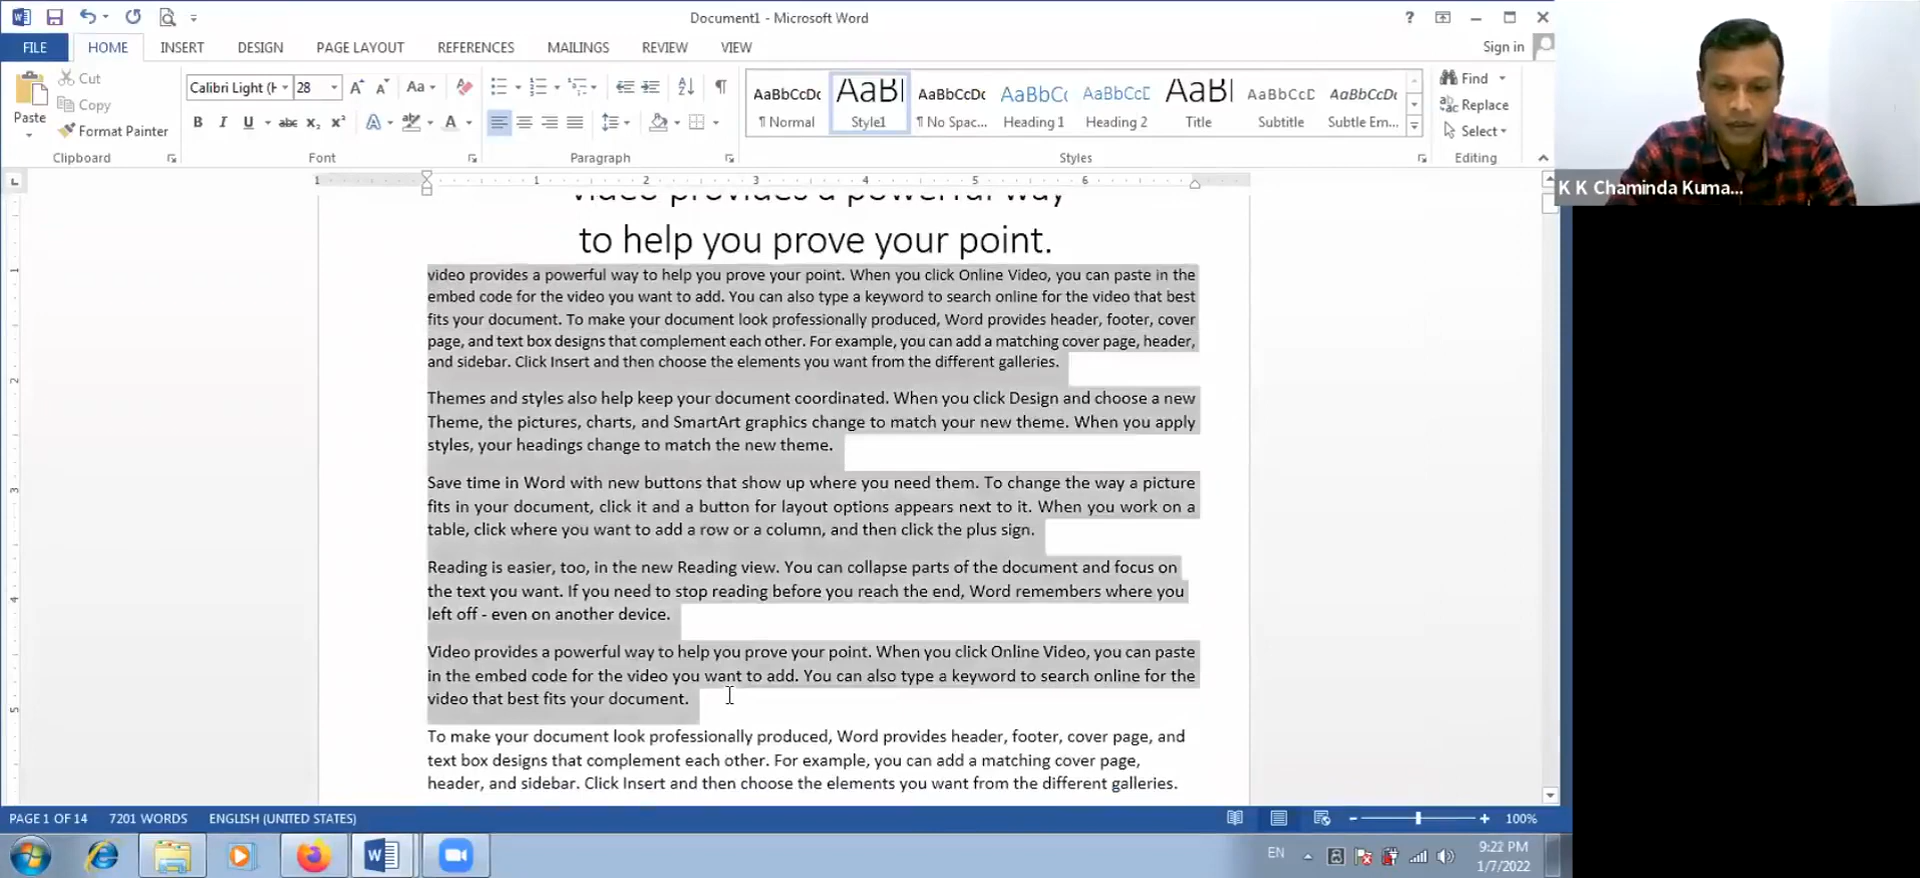 Document1 - Microsoft Word
?
FILE
HOME
INSERT
DESIGN
PAGE LAYOUT
REFERENCES
MAILINGS
REVIEW
VIEW
Sign in
Paste
Cut
Copy
Format Painter
Clipboard
Calibri Light (H
28
Font
Paragraph
AaBbCcDc
¶ Normal
AaBl
Style1
AaBbCcDc
¶ No Spac...
AaBbC(
Heading 1
AaBbCcE
Heading 2
AaBl
Title
AaBbCcD
Subtitle
AaBbCcDc
Subtle Em...
Styles
Find
Replace
Select
Editing
K K Chaminda Kuma...
1 1 2 3 4 5 6
1
2
3
4
5
video provides a powerful way
to help you prove your point.
video provides a powerful way to help you prove your point. When you click Online Video, you can paste in the
embed code for the video you want to add. You can also type a keyword to search online for the video that best
fits your document. To make your document look professionally produced, Word provides header, footer, cover
page, and text box designs that complement each other. For example, you can add a matching cover page, header,
and sidebar. Click Insert and then choose the elements you want from the different galleries.
Themes and styles also help keep your document coordinated. When you click Design and choose a new
Theme, the pictures, charts, and SmartArt graphics change to match your new theme. When you apply
styles, your headings change to match the new theme.
Save time in Word with new buttons that show up where you need them. To change the way a picture
fits in your document, click it and a button for layout options appears next to it. When you work on a
table, click where you want to add a row or a column, and then click the plus sign.
Reading is easier, too, in the new Reading view. You can collapse parts of the document and focus on
the text you want. If you need to stop reading before you reach the end, Word remembers where you
left off - even on another device.
Video provides a powerful way to help you prove your point. When you click Online Video, you can paste
in the embed code for the video you want to add. You can also type a keyword to search online for the
video that best fits your document.
To make your document look professionally produced, Word provides header, footer, cover page, and
text box designs that complement each other. For example, you can add a matching cover page,
header, and sidebar. Click Insert and then choose the elements you want from the different galleries.
PAGE 1 OF 14
7201 WORDS
ENGLISH (UNITED STATES)
100%
EN
9:22 PM
1/7/2022